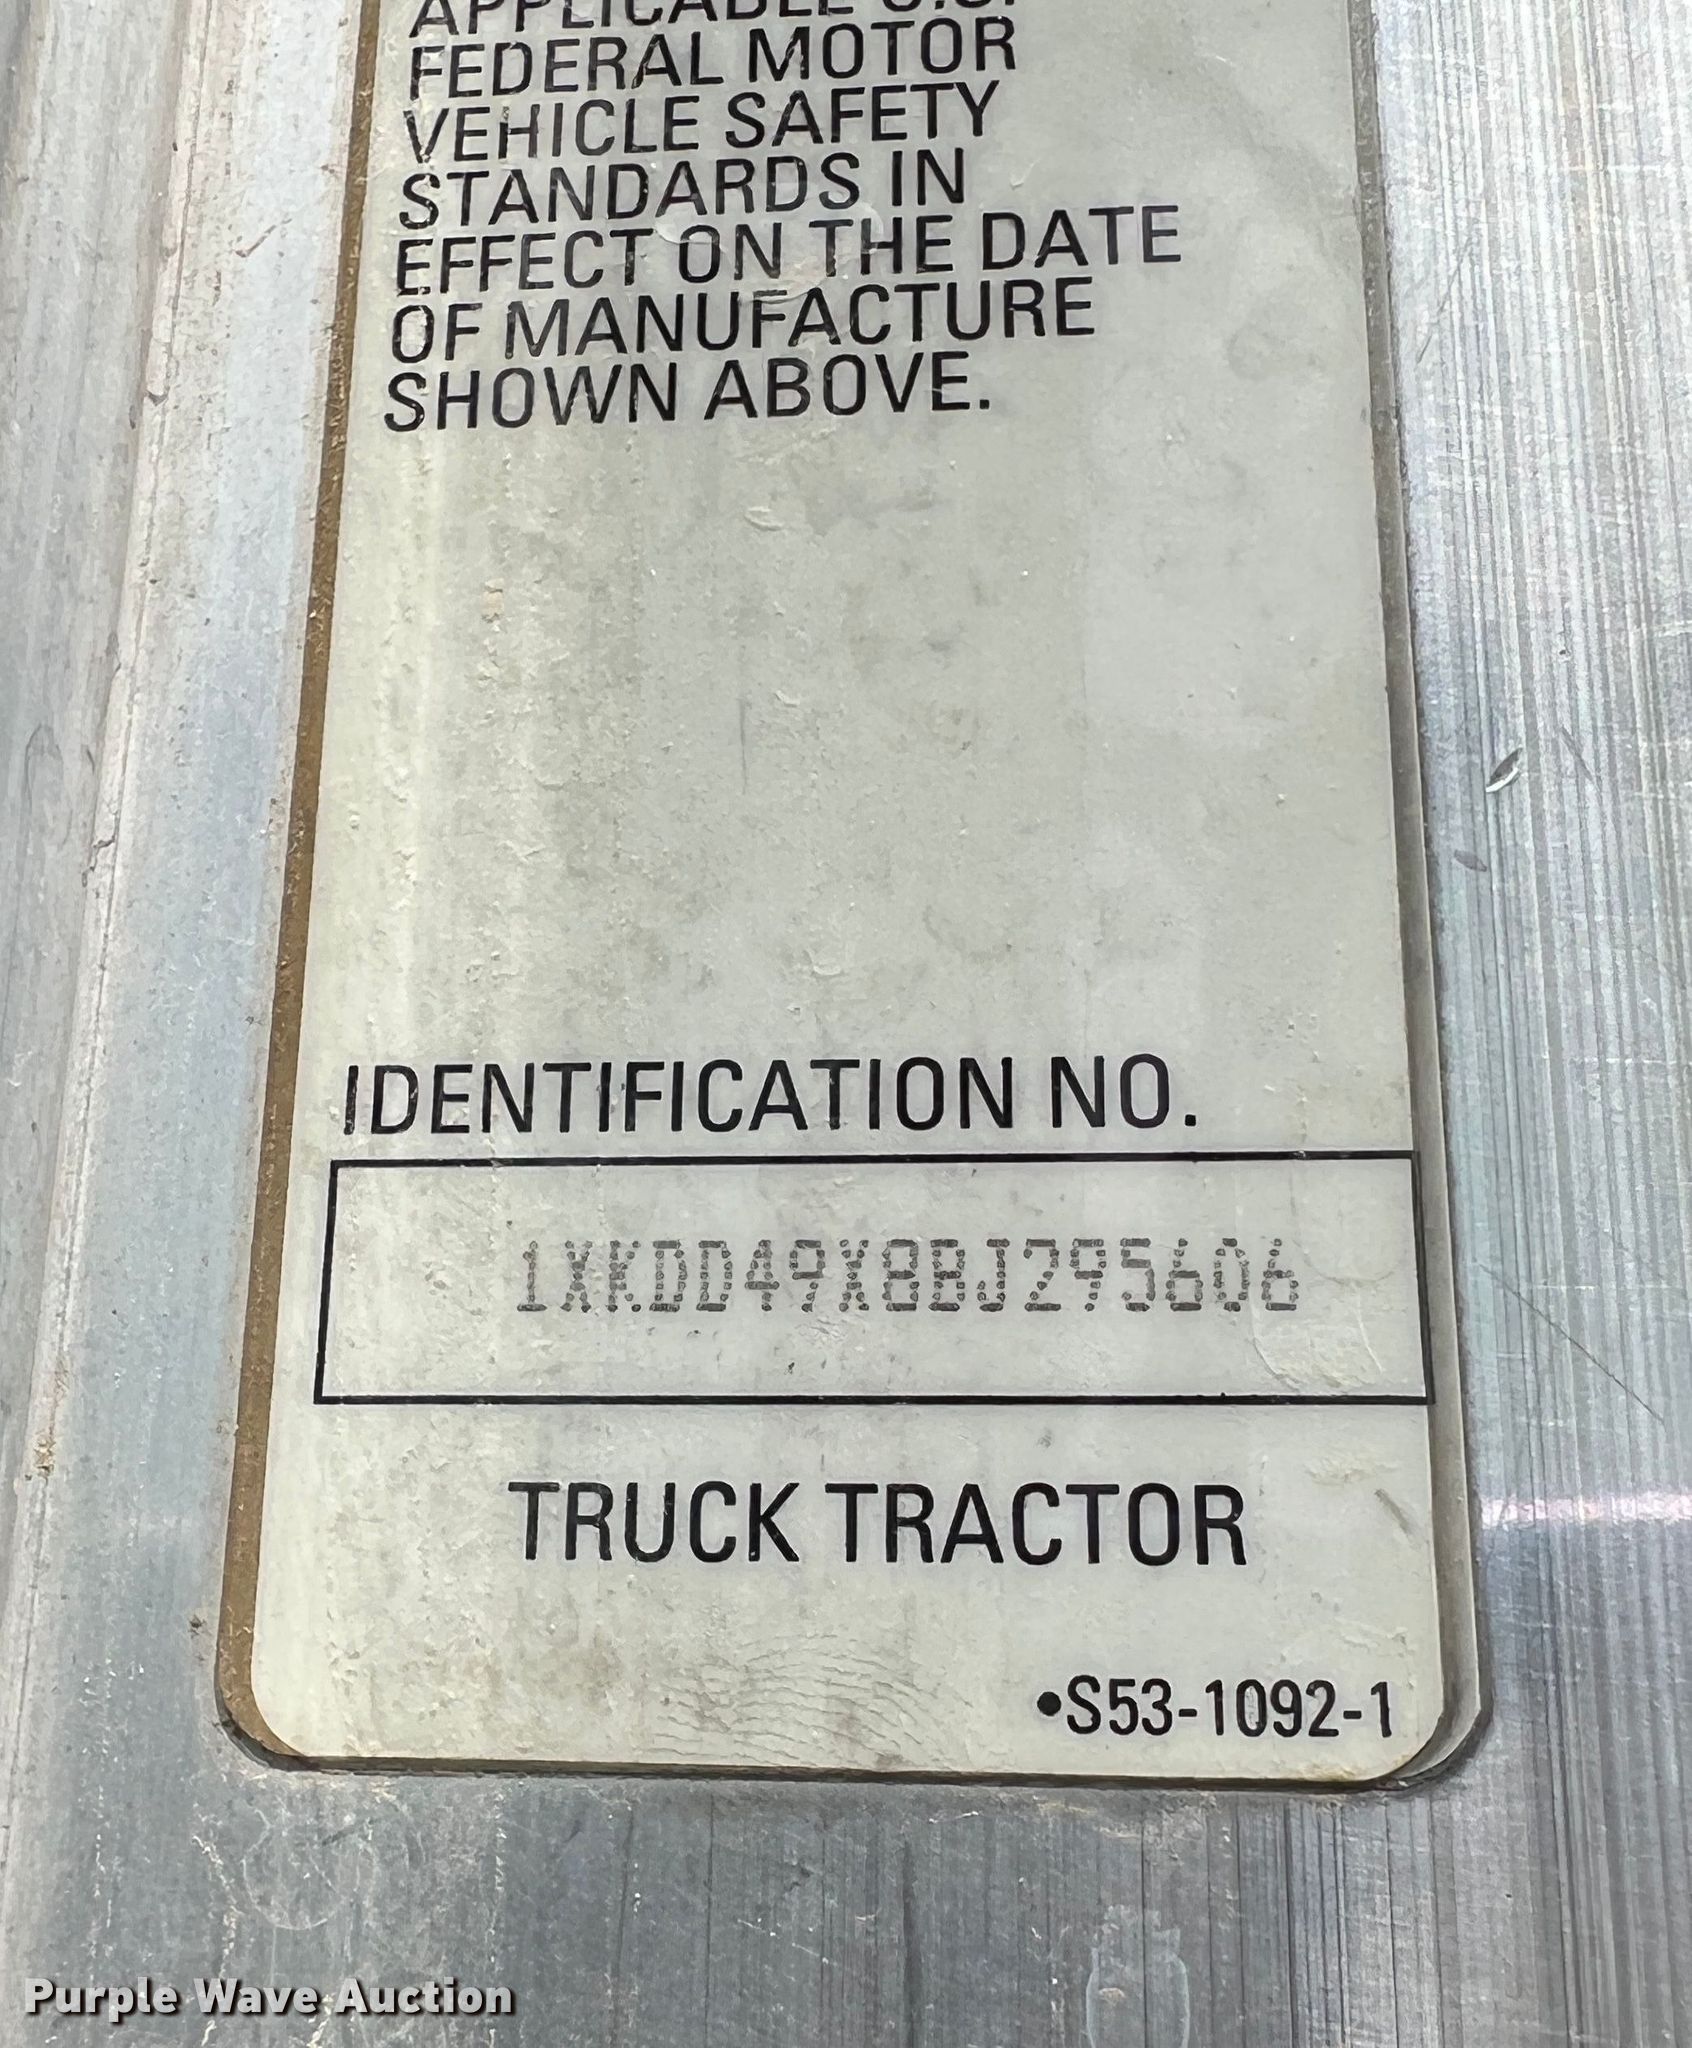 APPLICABLE U.S.
FEDERAL MOTOR
VEHICLE SAFETY
STANDARDS IN
EFFECT ON THE DATE
OF MANUFACTURE
SHOWN ABOVE.
IDENTIFICATION NO.
TRUCK TRACTOR
•S53-1092-1
Purple Wave Auction